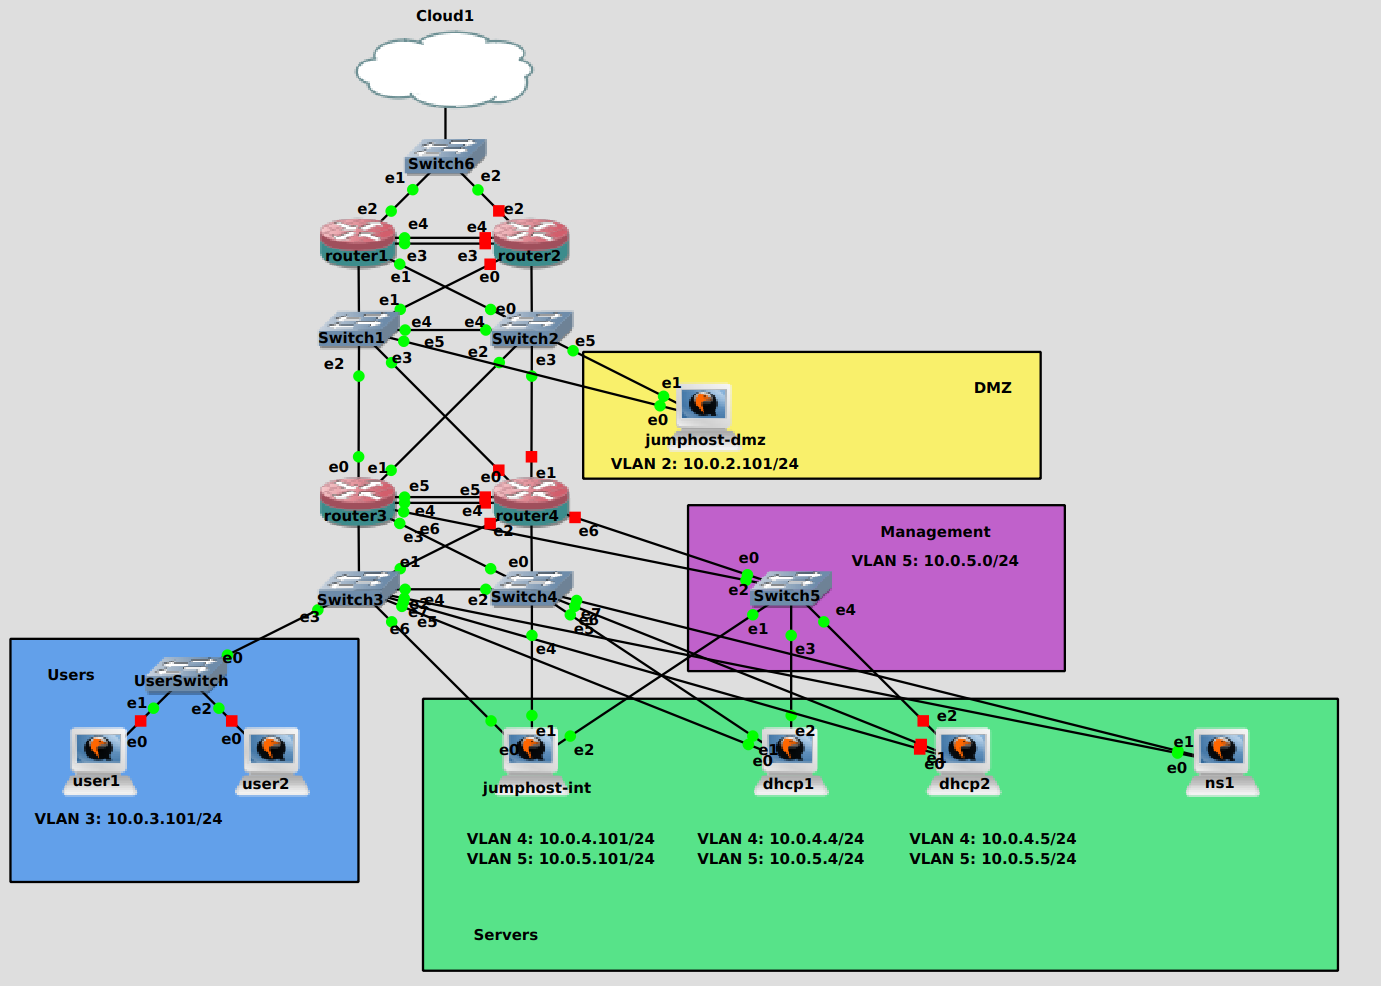 Cloud1
Switch6
e1
e2
e2
e2
e4
e4
router1
e3
e3
router2
e1
e0
e1
e0
e4
e4
Switch1
e5
Switch2
e5
e2
e3
e2
e3
DMZ
e1
e0
jumphost-dmz
VLAN 2: 10.0.2.101/24
e0
e1
e0
e1
e5
e5
router3
e4
e4
router4
e3
e6
e2
e6
Management
VLAN 5: 10.0.5.0/24
e1
e0
e0
e2
Switch3
e4
e2
Switch4
Switch5
e7
e7
e3
e6
e5
e5
e4
e1
e3
e4
Users
e0
UserSwitch
e1
e2
e0
e0
user1
user2
VLAN 3: 10.0.3.101/24
e0
e1
e2
jumphost-int
e2
e1
e0
dhcp1
e2
e1
e0
dhcp2
e1
e0
ns1
VLAN 4: 10.0.4.101/24
VLAN 5: 10.0.5.101/24
VLAN 4: 10.0.4.4/24
VLAN 5: 10.0.5.4/24
VLAN 4: 10.0.4.5/24
VLAN 5: 10.0.5.5/24
Servers